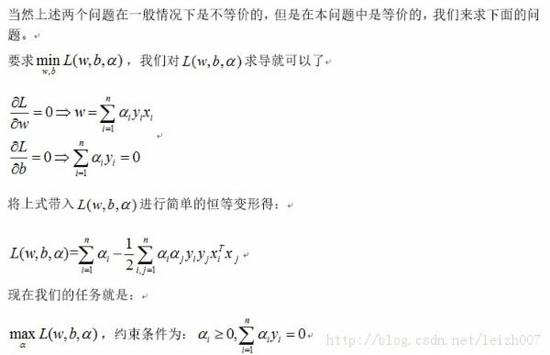 当然上述两个问题在一般情况下是不等价的，但是在本问题中是等价的，我们来求下面的问
题。
要求 min_{w,b} L(w,b,α)，我们对 L(w,b,α) 求导就可以了
∂L/∂w = 0 ⇒ w = ∑_{i=1}^{n} α_i y_i x_i
∂L/∂b = 0 ⇒ ∑_{i=1}^{n} α_i y_i = 0
将上式带入 L(w,b,α) 进行简单的恒等变形得：
L(w,b,α)=∑_{i=1}^{n} α_i − 1/2 ∑_{i,j=1}^{n} α_i α_j y_i y_j x_i^T x_j
现在我们的任务就是：
max_α L(w,b,α)，约束条件为： α_i ≥ 0, ∑_{i=1}^{n} α_i y_i = 0
http://blog.csdn.net/leizh007